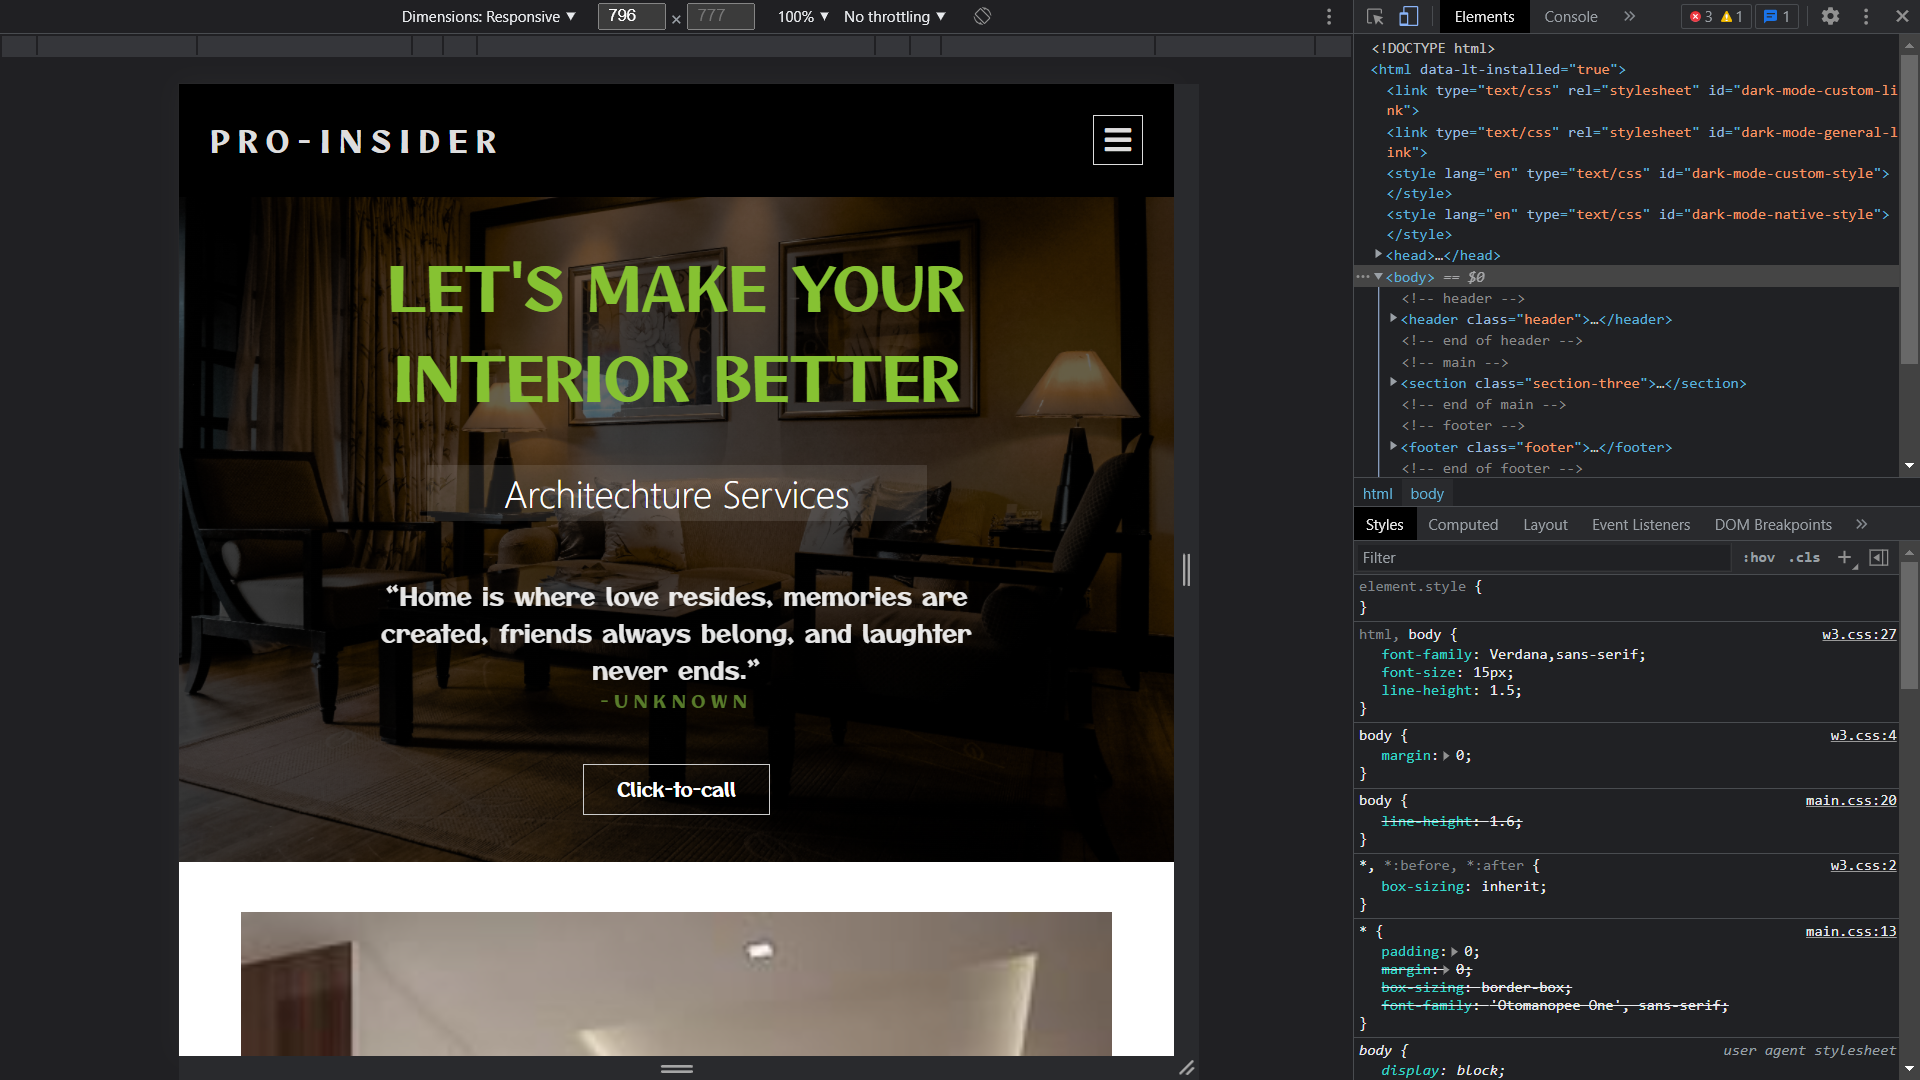 Dimensions: Responsive ▼ 796 × 777 100% ▼ No throttling ▼
PRO-INSIDER
LET'S MAKE YOUR
INTERIOR BETTER
Architechture Services
“Home is where love resides, memories are
created, friends always belong, and laughter
never ends.”
-UNKNOWN
Click-to-call
Elements Console » 3 1 1
<!DOCTYPE html>
<html data-lt-installed="true">
<link type="text/css" rel="stylesheet" id="dark-mode-custom-li
nk">
<link type="text/css" rel="stylesheet" id="dark-mode-general-l
ink">
<style lang="en" type="text/css" id="dark-mode-custom-style">
</style>
<style lang="en" type="text/css" id="dark-mode-native-style">
</style>
<head>…</head>
<body> == $0
<!-- header -->
<header class="header">…</header>
<!-- end of header -->
<!-- main -->
<section class="section-three">…</section>
<!-- end of main -->
<!-- footer -->
<footer class="footer">…</footer>
<!-- end of footer -->
html body
Styles Computed Layout Event Listeners DOM Breakpoints »
Filter :hov .cls +
element.style {
}
html, body { w3.css:27
font-family: Verdana,sans-serif;
font-size: 15px;
line-height: 1.5;
}
body { w3.css:4
margin: 0;
}
body { main.css:20
line-height: 1.6;
}
*, *:before, *:after { w3.css:2
box-sizing: inherit;
}
* { main.css:13
padding: 0;
margin: 0;
box-sizing: border-box;
font-family: 'Otomanopee One', sans-serif;
}
body { user agent stylesheet
display: block;